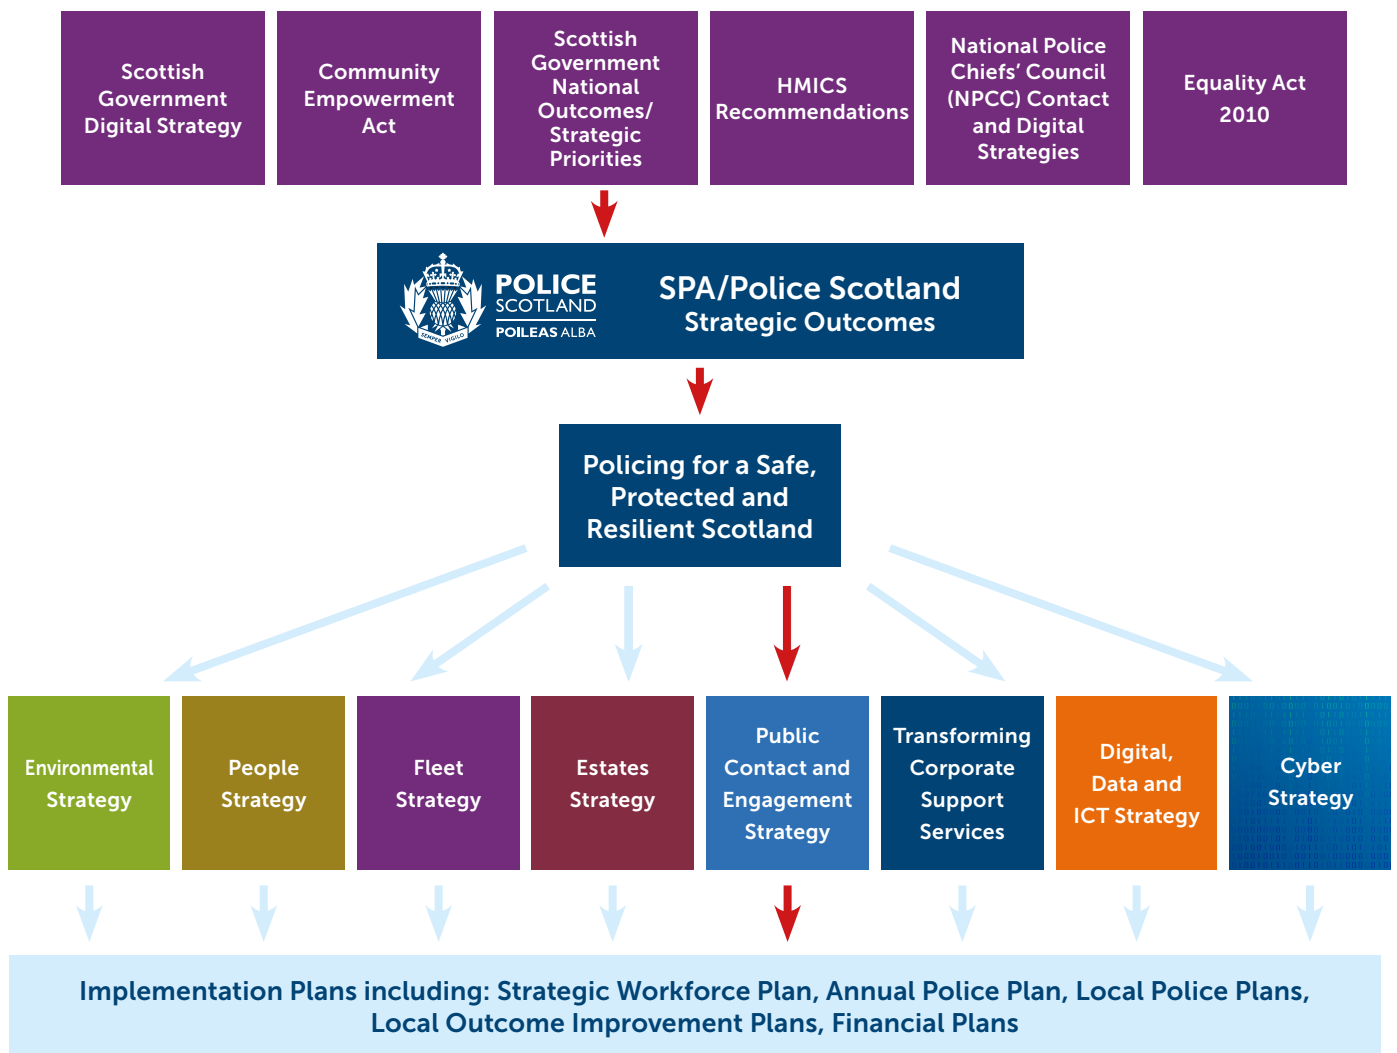 Scottish
Government
Digital Strategy
Community
Empowerment
Act
Scottish
Government
National
Outcomes/
Strategic
Priorities
HMICS
Recommendations
National Police
Chiefs’ Council
(NPCC) Contact
and Digital
Strategies
Equality Act
2010
SEMPER VIGILO
POLICE
SCOTLAND
POILEAS ALBA
SPA/Police Scotland
Strategic Outcomes
Policing for a Safe,
Protected and
Resilient Scotland
Environmental
Strategy
People
Strategy
Fleet
Strategy
Estates
Strategy
Public
Contact and
Engagement
Strategy
Transforming
Corporate
Support
Services
Digital,
Data and
ICT Strategy
Cyber
Strategy
Implementation Plans including: Strategic Workforce Plan, Annual Police Plan, Local Police Plans,
Local Outcome Improvement Plans, Financial Plans